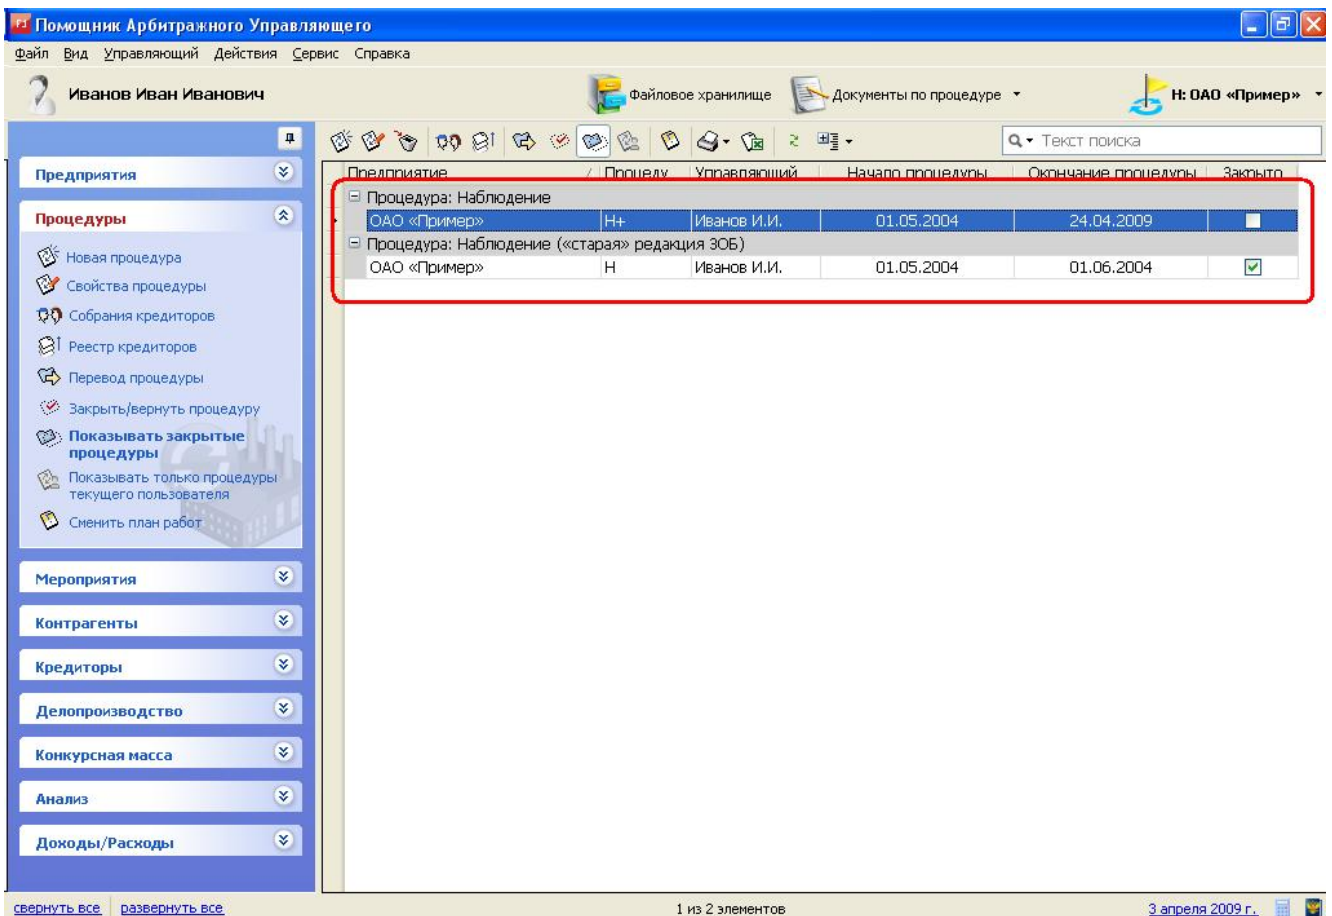 Помощник Арбитражного Управляющего
Файл Вид Управляющий Действия Сервис Справка
Иванов Иван Иванович
Файловое хранилище
Документы по процедуре
Н: ОАО «Пример»
Текст поиска
Предприятия
Процедуры
Новая процедура
Свойства процедуры
Собрания кредиторов
Реестр кредиторов
Перевод процедуры
Закрыть/вернуть процедуру
Показывать закрытые
процедуры
Показывать только процедуры
текущего пользователя
Сменить план работ
Мероприятия
Контрагенты
Кредиторы
Делопроизводство
Конкурсная масса
Анализ
Доходы/Расходы
Предприятие / Процеду Управляющий Начало процедуры Окончание процедуры Закрыто
Процедура: Наблюдение
ОАО «Пример» Н+ Иванов И.И. 01.05.2004 24.04.2009
Процедура: Наблюдение («старая» редакция ЗОБ)
ОАО «Пример» Н Иванов И.И. 01.05.2004 01.06.2004
свернуть все развернуть все
1 из 2 элементов
3 апреля 2009 г.